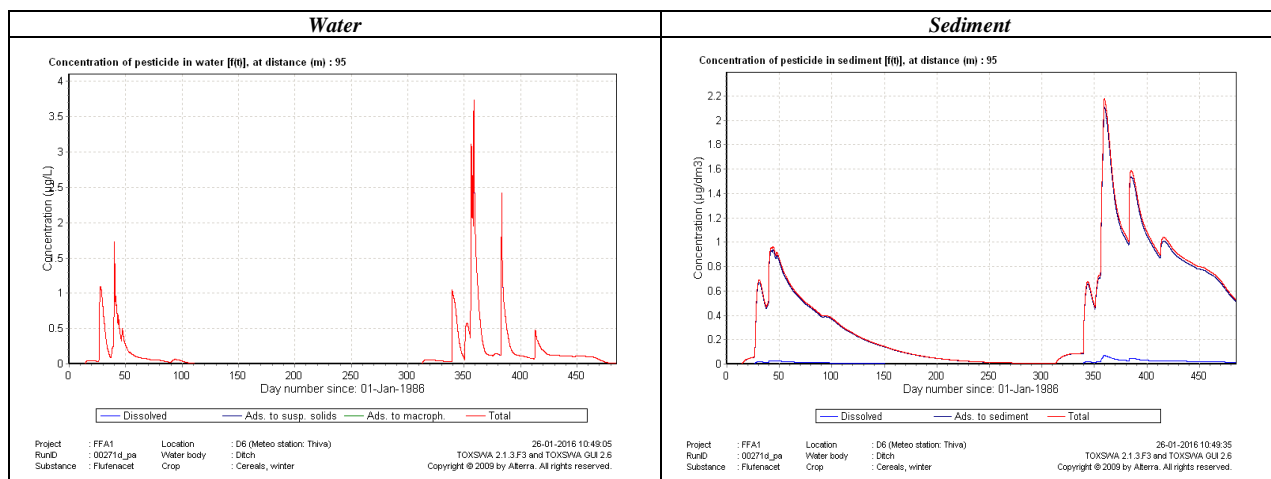 Water
Sediment
Concentration of pesticide in water [f(t)], at distance (m) : 95
4
3.5
3
2.5
2
1.5
1
0.5
0
Concentration (µg/L)
0 50 100 150 200 250 300 350 400 450
Day number since: 01-Jan-1986
Dissolved Ads. to susp. solids Ads. to macroph. Total
Project : FFA1 Location : D6 (Meteo station: Thiva) 26-01-2016 10:49:05
RunID : 00271d_pa Water body : Ditch TOXSWA 2.1.3.F3 and TOXSWA GUI 2.6
Substance : Flufenacet Crop : Cereals, winter Copyright © 2009 by Alterra. All rights reserved.
Concentration of pesticide in sediment [f(t)], at distance (m) : 95
2.2
2
1.8
1.6
1.4
1.2
1
0.8
0.6
0.4
0.2
0
Concentration (µg/dm3)
0 50 100 150 200 250 300 350 400 450
Day number since: 01-Jan-1986
Dissolved Ads. to sediment Total
Project : FFA1 Location : D6 (Meteo station: Thiva) 26-01-2016 10:49:35
RunID : 00271d_pa Water body : Ditch TOXSWA 2.1.3.F3 and TOXSWA GUI 2.6
Substance : Flufenacet Crop : Cereals, winter Copyright © 2009 by Alterra. All rights reserved.